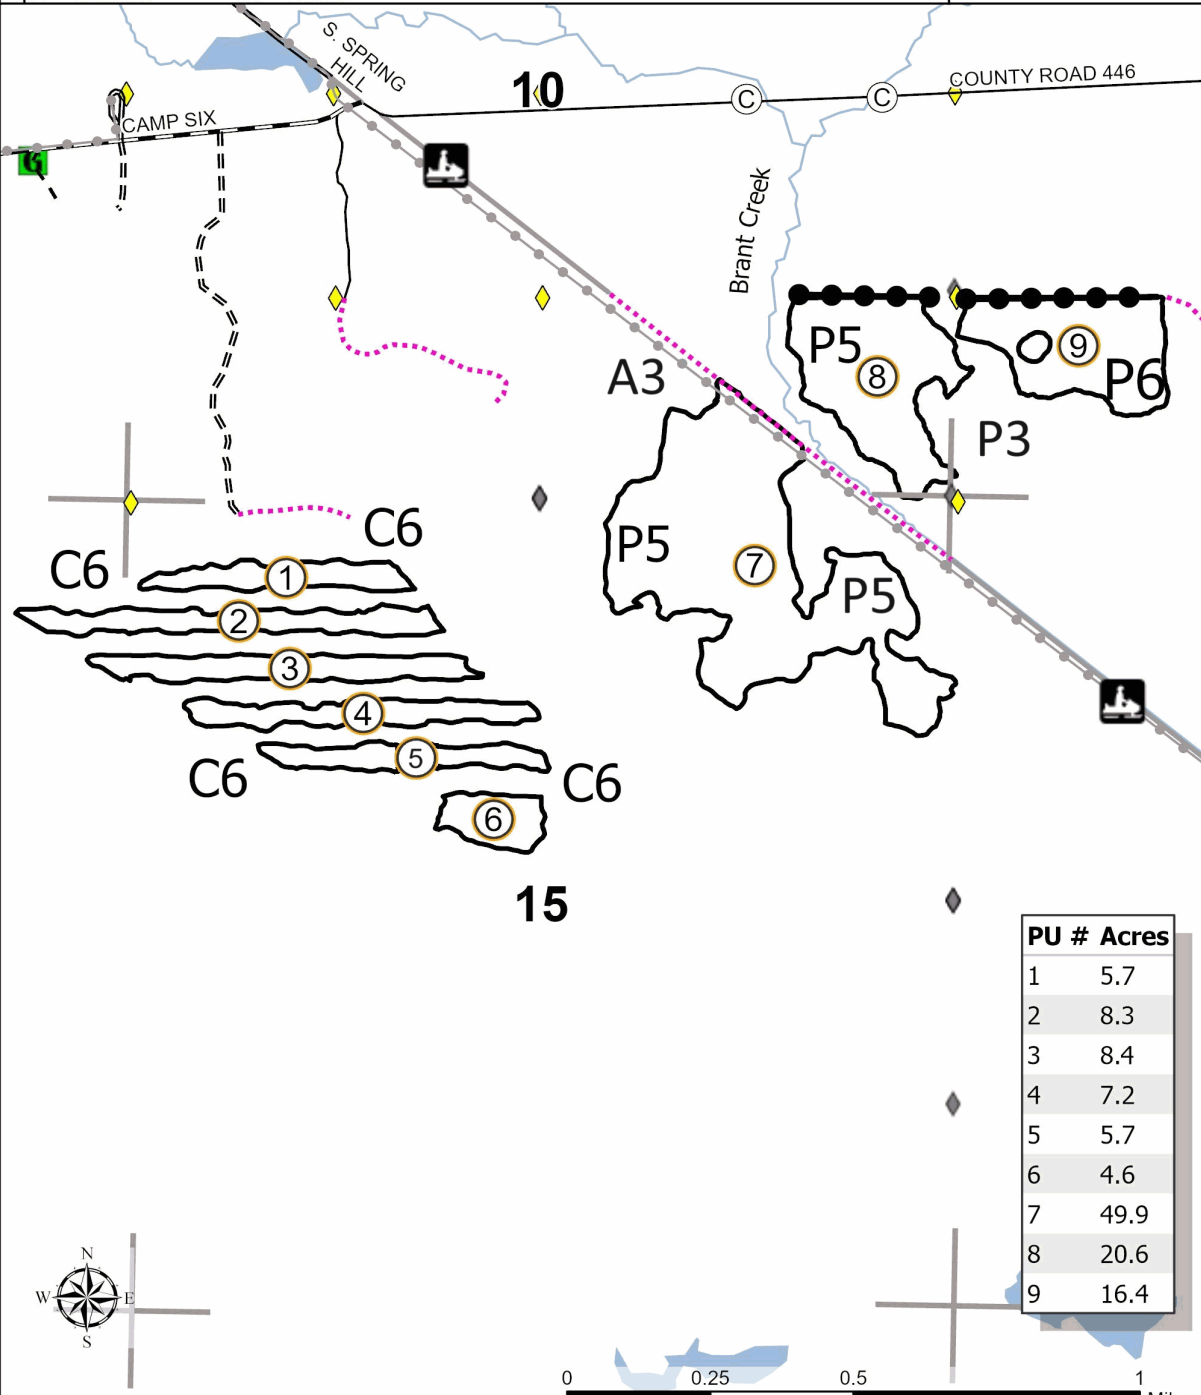 S. SPRING
HILL
10
COUNTY ROAD 446
C
C
CAMP SIX
G
Brant Creek
P5
9
8
P6
A3
P3
C6
P5
7
C6
1
P5
2
3
4
5
C6
C6
6
15
PU # Acres
1 5.7
2 8.3
3 8.4
4 7.2
5 5.7
6 4.6
7 49.9
8 20.6
9 16.4
N
W E
S
0 0.25 0.5 1